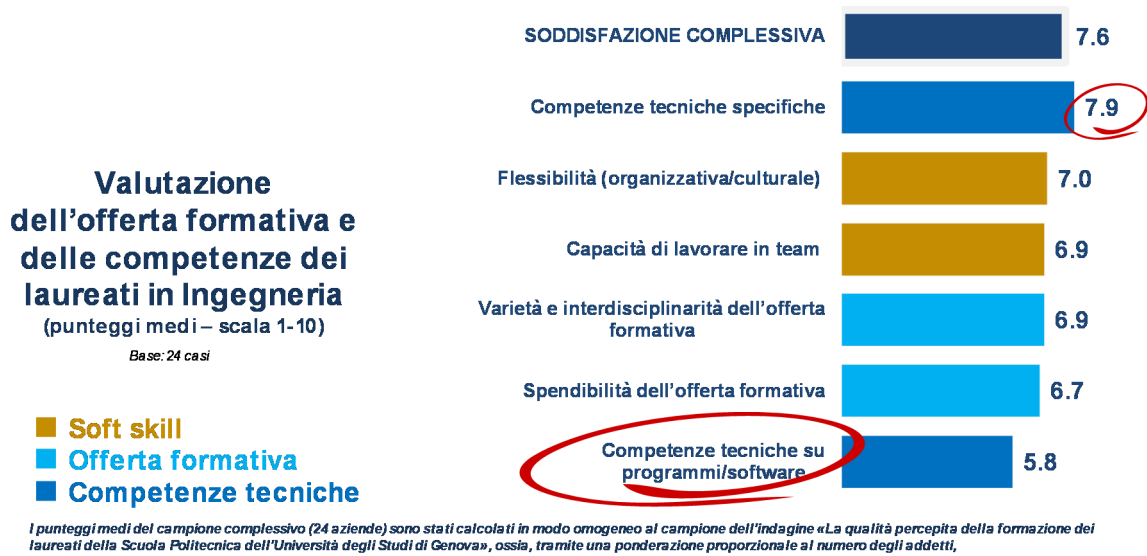 SODDISFAZIONE COMPLESSIVA
7.6
Competenze tecniche specifiche
7.9
Flessibilità (organizzativa/culturale)
7.0
Capacità di lavorare in team
6.9
Varietà e interdisciplinarità dell'offerta
formativa
6.9
Spendibilità dell'offerta formativa
6.7
Competenze tecniche su
programmi/software
5.8
Valutazione
dell'offerta formativa e
delle competenze dei
laureati in Ingegneria
(punteggi medi – scala 1-10)
Base: 24 casi
Soft skill
Offerta formativa
Competenze tecniche
I punteggi medi del campione complessivo (24 aziende) sono stati calcolati in modo omogeneo al campione dell'indagine «La qualità percepita della formazione dei
laureati della Scuola Politecnica dell'Università degli Studi di Genova», ossia, tramite una ponderazione proporzionale al numero degli addetti,